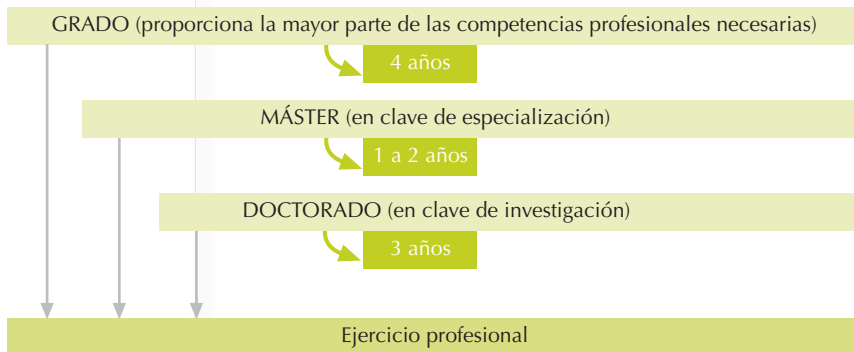 GRADO (proporciona la mayor parte de las competencias profesionales necesarias)
4 años
MÁSTER (en clave de especialización)
1 a 2 años
DOCTORADO (en clave de investigación)
3 años
Ejercicio profesional